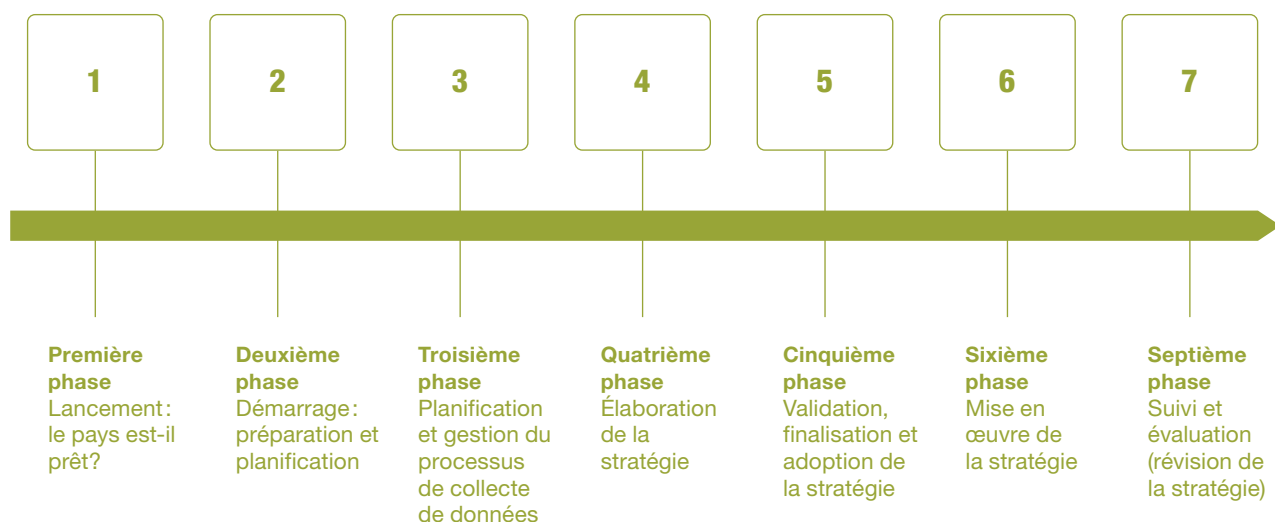 1
2
3
4
5
6
7
Première
phase
Lancement:
le pays est-il
prêt?
Deuxième
phase
Démarrage:
préparation et
planification
Troisième
phase
Planification
et gestion du
processus
de collecte
de données
Quatrième
phase
Élaboration
de la
stratégie
Cinquième
phase
Validation,
finalisation et
adoption de
la stratégie
Sixième
phase
Mise en
œuvre de
la stratégie
Septième
phase
Suivi et
évaluation
(révision de
la stratégie)